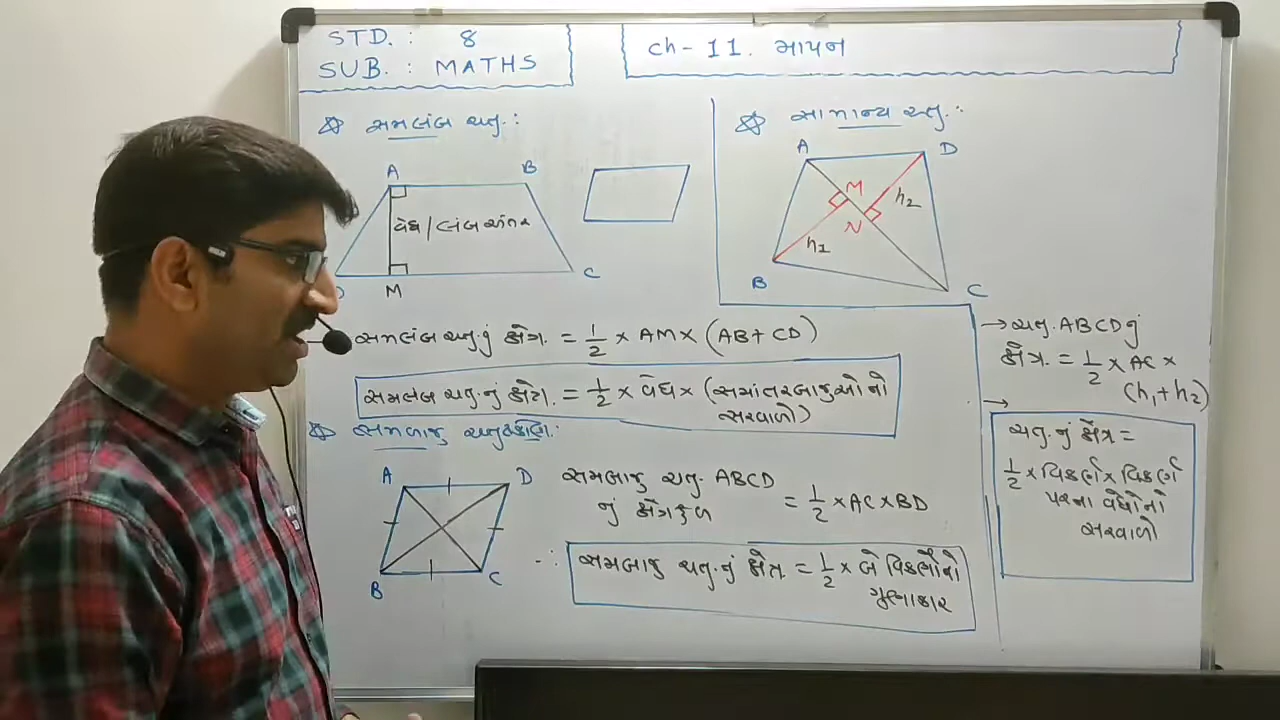 STD. : 8
SUB. : MATHS
ch - 11. માપન
સમલંબ ચતુ.:
A B
વેધ / લંબઅંતર
D M C
સમલંબ ચતુ.નું ક્ષેત્ર. = 1/2 × AM × (AB + CD)
સમલંબ ચતુ.નું ક્ષેત્ર. = 1/2 × વેધ × (સમાંતરબાજુઓનો
સરવાળો)
સમબાજુ ચતુષ્કોણ:
A D
B C
સમબાજુ ચતુ. ABCD
નું ક્ષેત્રફળ = 1/2 × AC × BD
∴ સમબાજુ ચતુ.નું ક્ષેત્ર. = 1/2 × બે વિકર્ણોનો
ગુણાકાર
સામાન્ય ચતુ.:
A D
M h2
N
h1
B C
→ ચતુ. ABCDનું
ક્ષેત્ર. = 1/2 × AC ×
(h1 + h2)
→
ચતુ.નું ક્ષેત્ર =
1/2 × વિકર્ણ × વિકર્ણ
પરના વેધોનો
સરવાળો